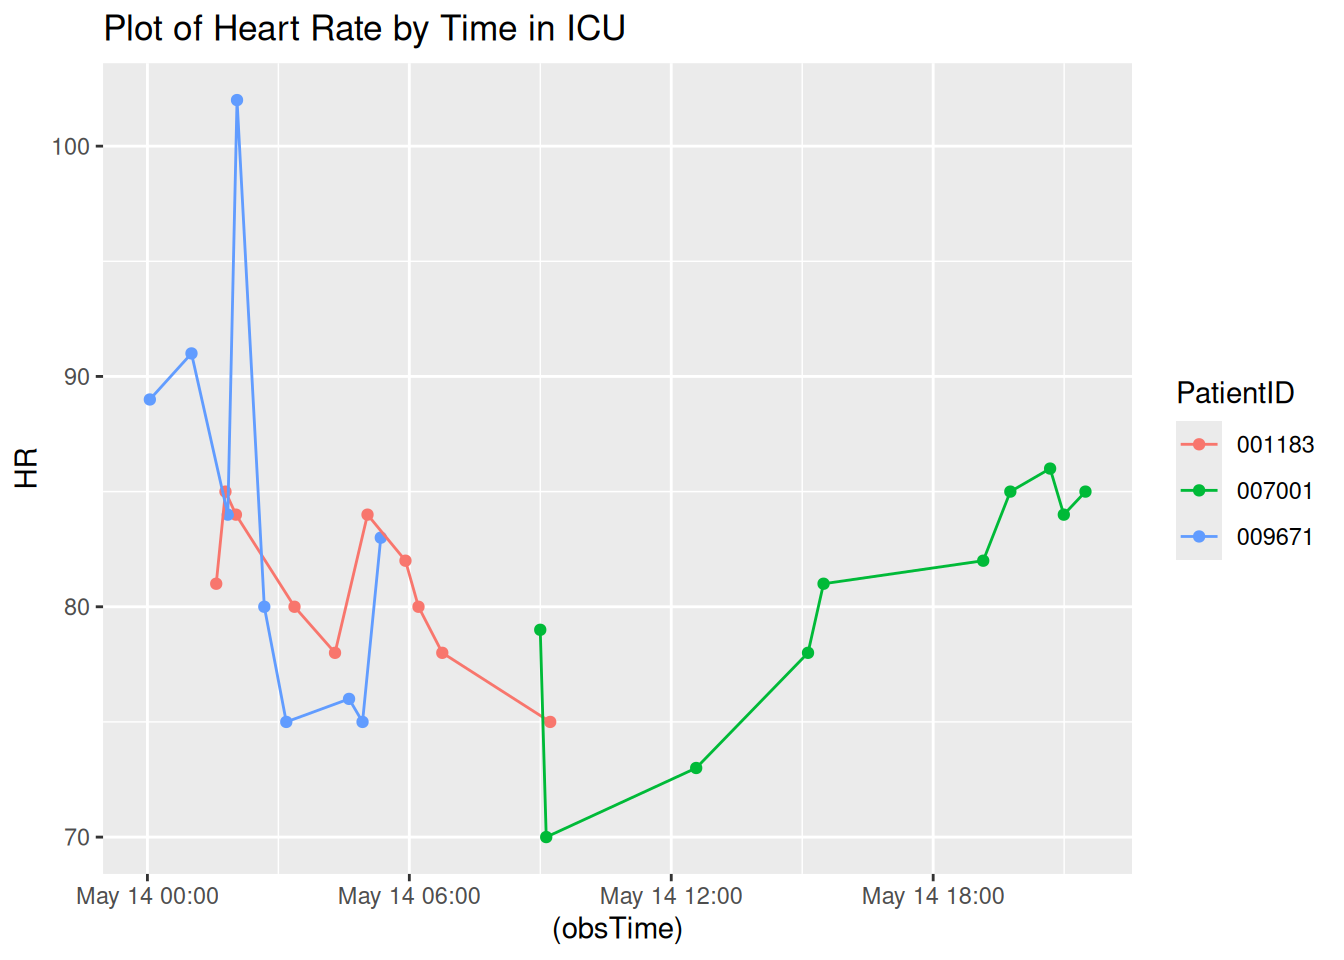 Plot of Heart Rate by Time in ICU
100
90
80
70
HR
May 14 00:00
May 14 06:00
May 14 12:00
May 14 18:00
(obsTime)
PatientID
001183
007001
009671